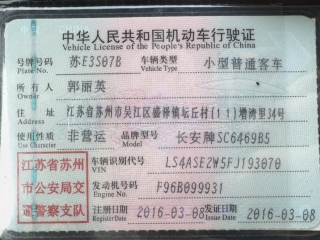 中华人民共和国机动车行驶证
Vehicle License of the People's Republic of China
号牌号码 苏E3S07B 车辆类型 小型普通客车
Plate No. Vehicle Type
所有人 郭丽英
Owner
住址 江苏省苏州市吴江区盛泽镇坛丘村(11)塘湾里34号
Address
使用性质 非营运 品牌型号 长安牌SC6469B5
Use Character Model
江苏省苏州
市公安局交
通警察支队
车辆识别代号 LS4ASE2W5FJ193070
VIN
发动机号码 F96B099931
Engine No.
注册日期 2016-03-08 发证日期 2016-03-08
Register Date Issue Date